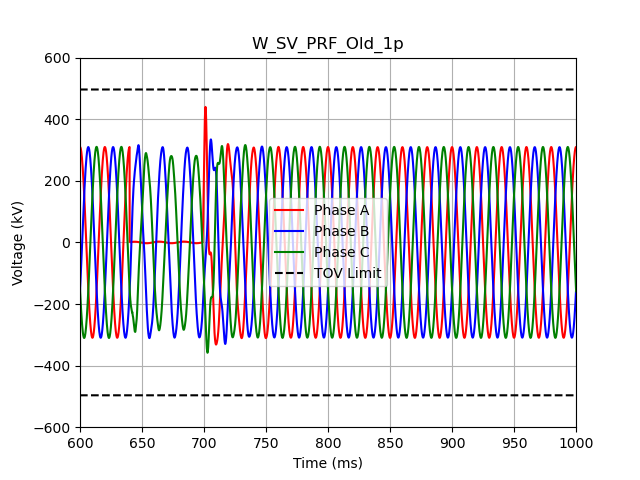 W_SV_PRF_Old_1p
Voltage (kV)
600
400
200
0
−200
−400
−600
Phase A
Phase B
Phase C
TOV Limit
600
650
700
750
800
850
900
950
1000
Time (ms)